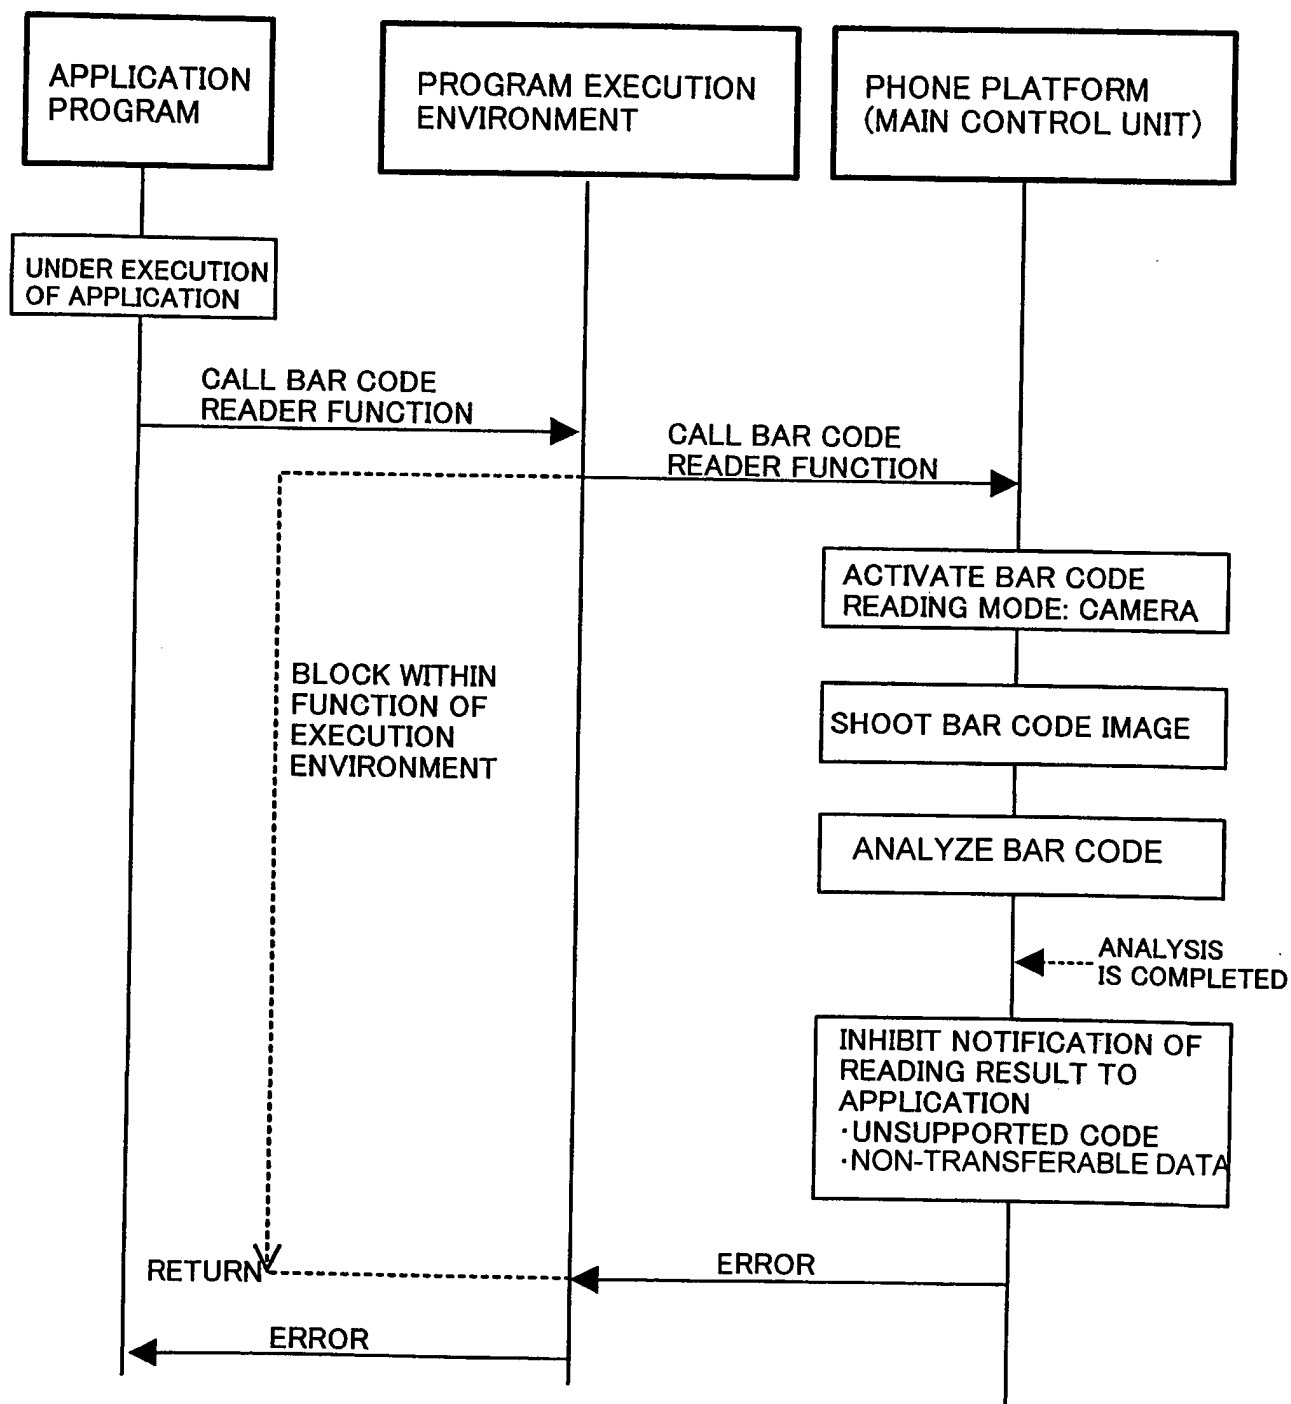 APPLICATION
PROGRAM
PROGRAM EXECUTION
ENVIRONMENT
PHONE PLATFORM
(MAIN CONTROL UNIT)
UNDER EXECUTION
OF APPLICATION
CALL BAR CODE
READER FUNCTION
CALL BAR CODE
READER FUNCTION
ACTIVATE BAR CODE
READING MODE: CAMERA
BLOCK WITHIN
FUNCTION OF
EXECUTION
ENVIRONMENT
SHOOT BAR CODE IMAGE
ANALYZE BAR CODE
ANALYSIS
IS COMPLETED
INHIBIT NOTIFICATION OF
READING RESULT TO
APPLICATION
·UNSUPPORTED CODE
·NON-TRANSFERABLE DATA
RETURN
ERROR
ERROR